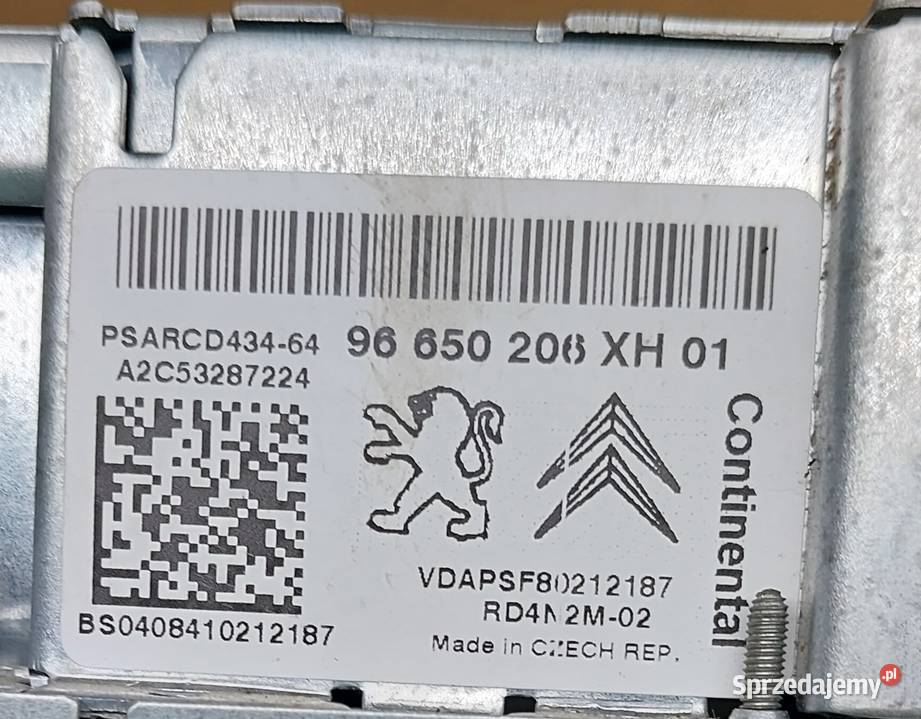 PSARCD434-64 96 650 206 XH 01
A2C53287224
Continental
VDAPSF80212187
RD4N2M-02
BS0408410212187
Made in CZECH REP.
Sprzedajemy.pl